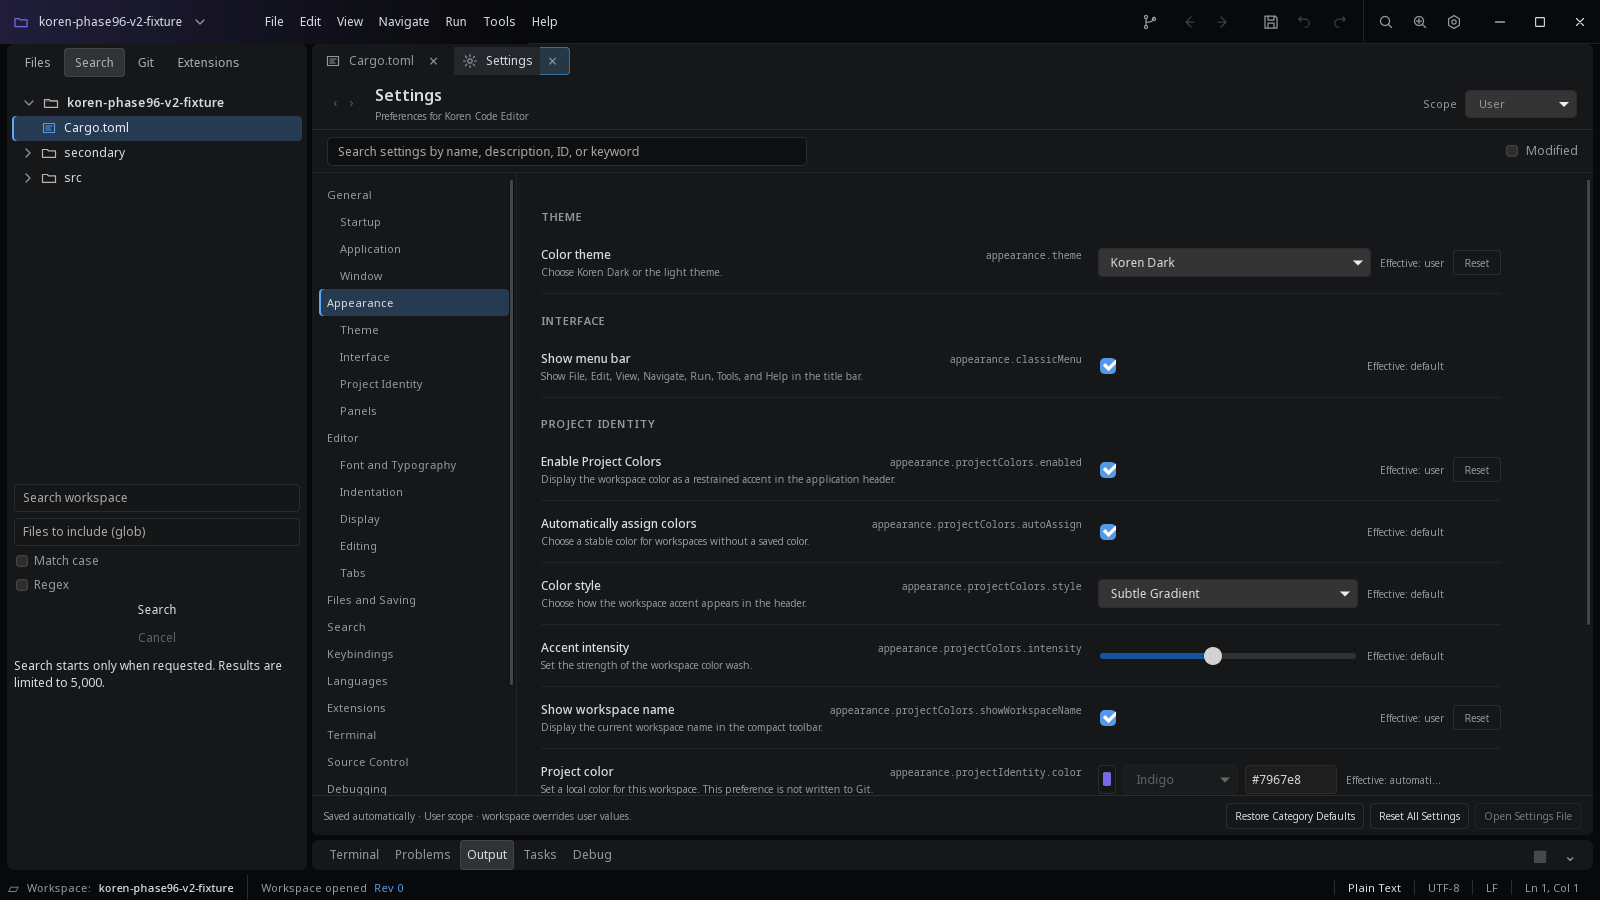 koren-phase96-v2-fixture
File Edit View Navigate Run Tools Help
Files Search Git Extensions
koren-phase96-v2-fixture
Cargo.toml
secondary
src
Search workspace
Files to include (glob)
Match case
Regex
Search
Cancel
Search starts only when requested. Results are
limited to 5,000.
Cargo.toml
Settings
Settings
Preferences for Koren Code Editor
Scope User
Search settings by name, description, ID, or keyword
Modified
General
Startup
Application
Window
Appearance
Theme
Interface
Project Identity
Panels
Editor
Font and Typography
Indentation
Display
Editing
Tabs
Files and Saving
Search
Keybindings
Languages
Extensions
Terminal
Source Control
Debugging
THEME
Color theme appearance.theme Koren Dark Effective: user Reset
Choose Koren Dark or the light theme.
INTERFACE
Show menu bar appearance.classicMenu Effective: default
Show File, Edit, View, Navigate, Run, Tools, and Help in the title bar.
PROJECT IDENTITY
Enable Project Colors appearance.projectColors.enabled Effective: user Reset
Display the workspace color as a restrained accent in the application header.
Automatically assign colors appearance.projectColors.autoAssign Effective: default
Choose a stable color for workspaces without a saved color.
Color style appearance.projectColors.style Subtle Gradient Effective: default
Choose how the workspace accent appears in the header.
Accent intensity appearance.projectColors.intensity Effective: default
Set the strength of the workspace color wash.
Show workspace name appearance.projectColors.showWorkspaceName Effective: user Reset
Display the current workspace name in the compact toolbar.
Project color appearance.projectIdentity.color Indigo #7967e8 Effective: automati...
Set a local color for this workspace. This preference is not written to Git.
Saved automatically · User scope · workspace overrides user values.
Restore Category Defaults Reset All Settings Open Settings File
Terminal Problems Output Tasks Debug
Workspace: koren-phase96-v2-fixture Workspace opened Rev 0
Plain Text UTF-8 LF Ln 1, Col 1